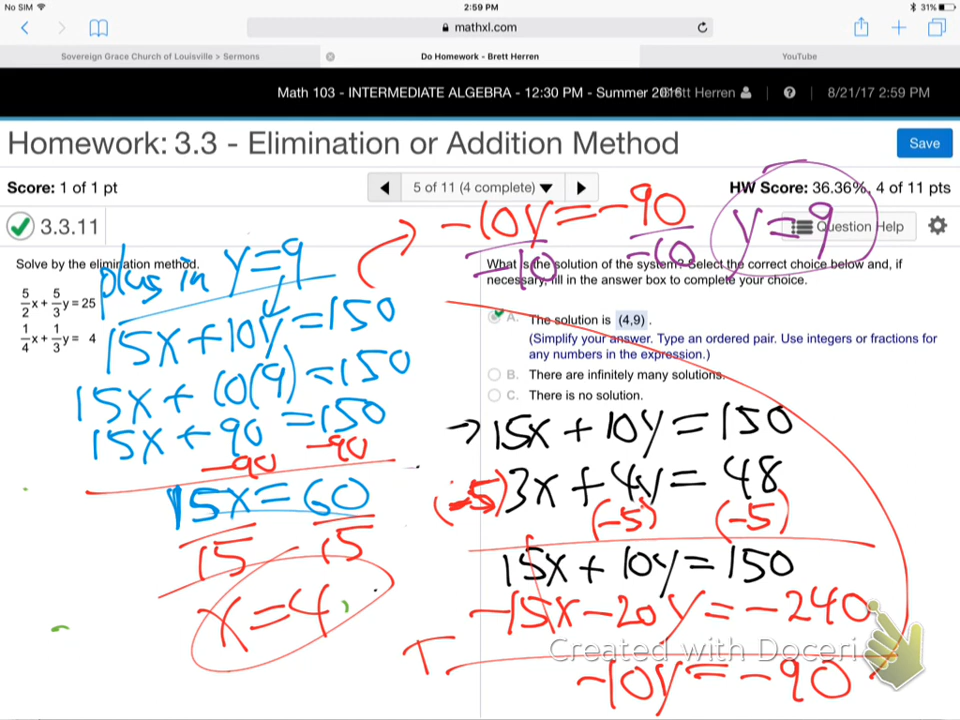 No SIM 2:59 PM 31%
mathxl.com
Sovereign Grace Church of Louisville > Sermons Do Homework - Brett Herren YouTube
Math 103 - INTERMEDIATE ALGEBRA - 12:30 PM - Summer 2016 Herren 8/21/17 2:59 PM
Homework: 3.3 - Elimination or Addition Method Save
Score: 1 of 1 pt 5 of 11 (4 complete) HW Score: 36.36%, 4 of 11 pts
3.3.11 Question Help
Solve by the elimination method.
5/2 x + 5/3 y = 25
1/4 x + 1/3 y = 4
What is the solution of the system? Select the correct choice below and, if
necessary, fill in the answer box to complete your choice.
A. The solution is (4,9) .
(Simplify your answer. Type an ordered pair. Use integers or fractions for
any numbers in the expression.)
B. There are infinitely many solutions.
C. There is no solution.
→ 15x + 10y = 150
(-5) 3x + 4y = 48
(-5) (-5)
15x + 10y = 150
-15x - 20y = -240
-10y = -90
-10y = -90
-10 -10
y = 9
plus in y = 9
15x + 10y = 150
15x + 10(9) = 150
15x + 90 = 150
-90 -90
15x = 60
15 15
x = 4
Created with Doceri